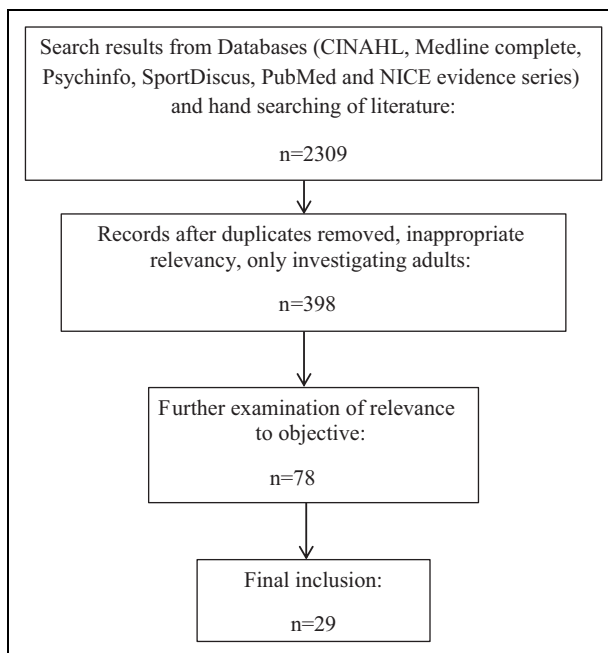 Search results from Databases (CINAHL, Medline complete,
Psychinfo, SportDiscus, PubMed and NICE evidence series)
and hand searching of literature:
n=2309
Records after duplicates removed, inappropriate
relevancy, only investigating adults:
n=398
Further examination of relevance
to objective:
n=78
Final inclusion:
n=29